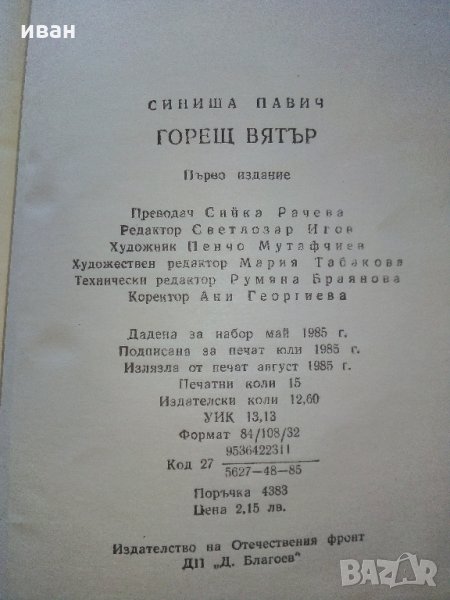 иван
СИНИША ПАВИЧ
ГОРЕЩ ВЯТЪР
Първо издание
Преводач Сийка Рачева
Редактор Светлозар Игов
Художник Пенчо Мутафчиев
Художествен редактор Мария Табакова
Технически редактор Румяна Браянова
Коректор Ани Георгиева
Дадена за набор май 1985 г.
Подписана за печат юли 1985 г.
Излязла от печат август 1985 г.
Печатни коли 15
Издателски коли 12,60
УИК 13,13
Формат 84/108/32
9536422311
Код 27
5627—48—85
Поръчка 4383
Цена 2,15 лв.
Издателство на Отечествения фронт
ДП „Д. Благоев“
BAZAR